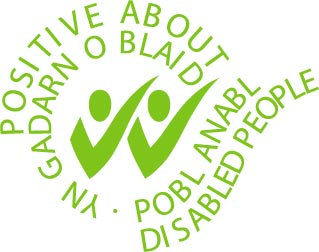 POSITIVE ABOUT
DISABLED PEOPLE
YN GADARN O BLAID
· POBL ANABL